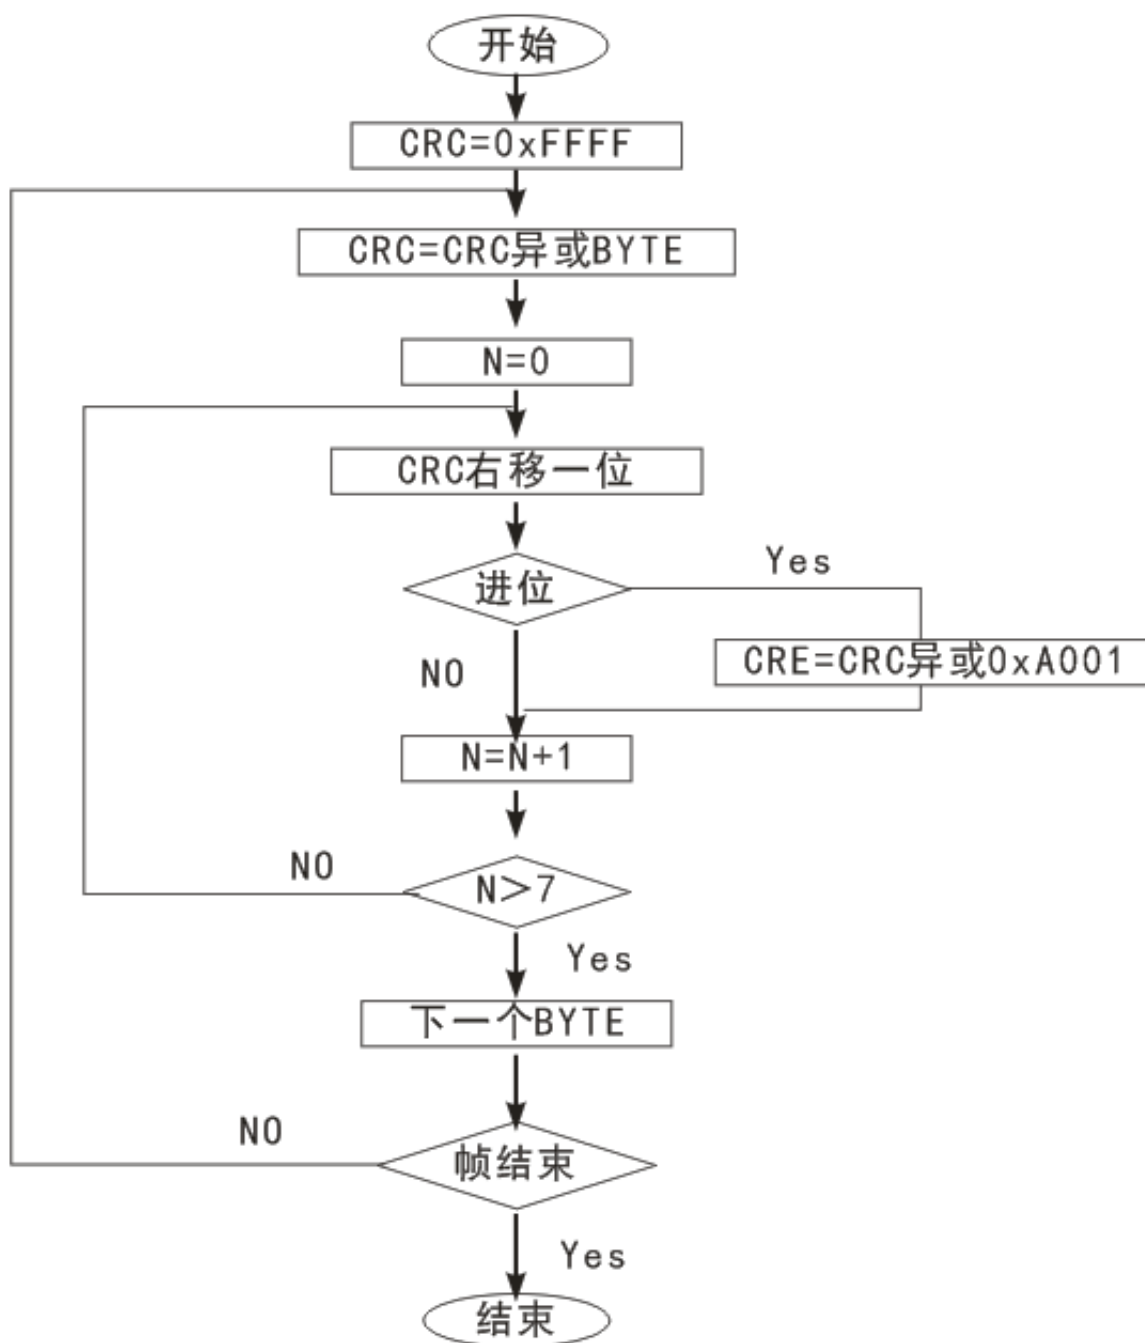 开始
CRC=0xFFFF
CRC=CRC异或BYTE
N=0
CRC右移一位
进位
Yes
NO
CRE=CRC异或0xA001
N=N+1
NO
N>7
Yes
下一个BYTE
NO
帧结束
Yes
结束